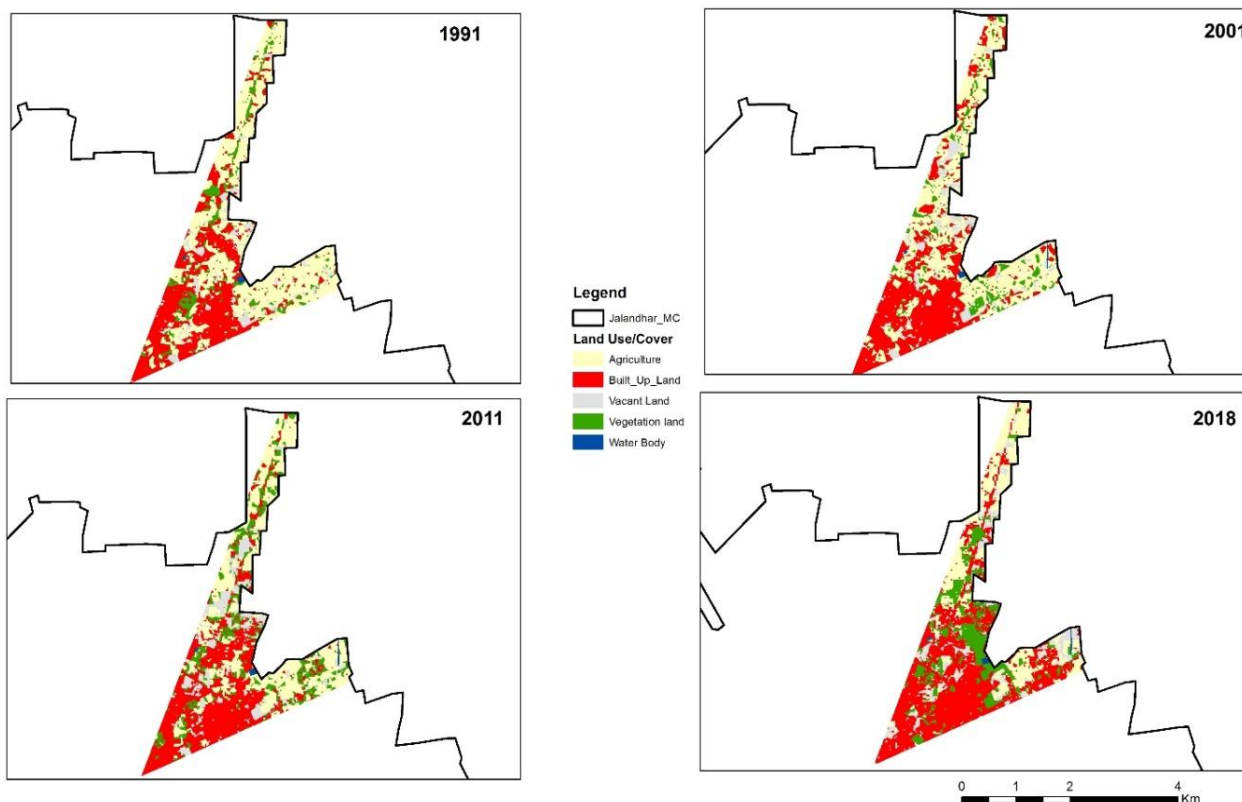 1991
2001
Legend
Jalandhar_MC
Land Use/Cover
Agriculture
Built_Up_Land
Vacant Land
Vegetation land
Water Body
2011
2018
0 1 2 4
Km